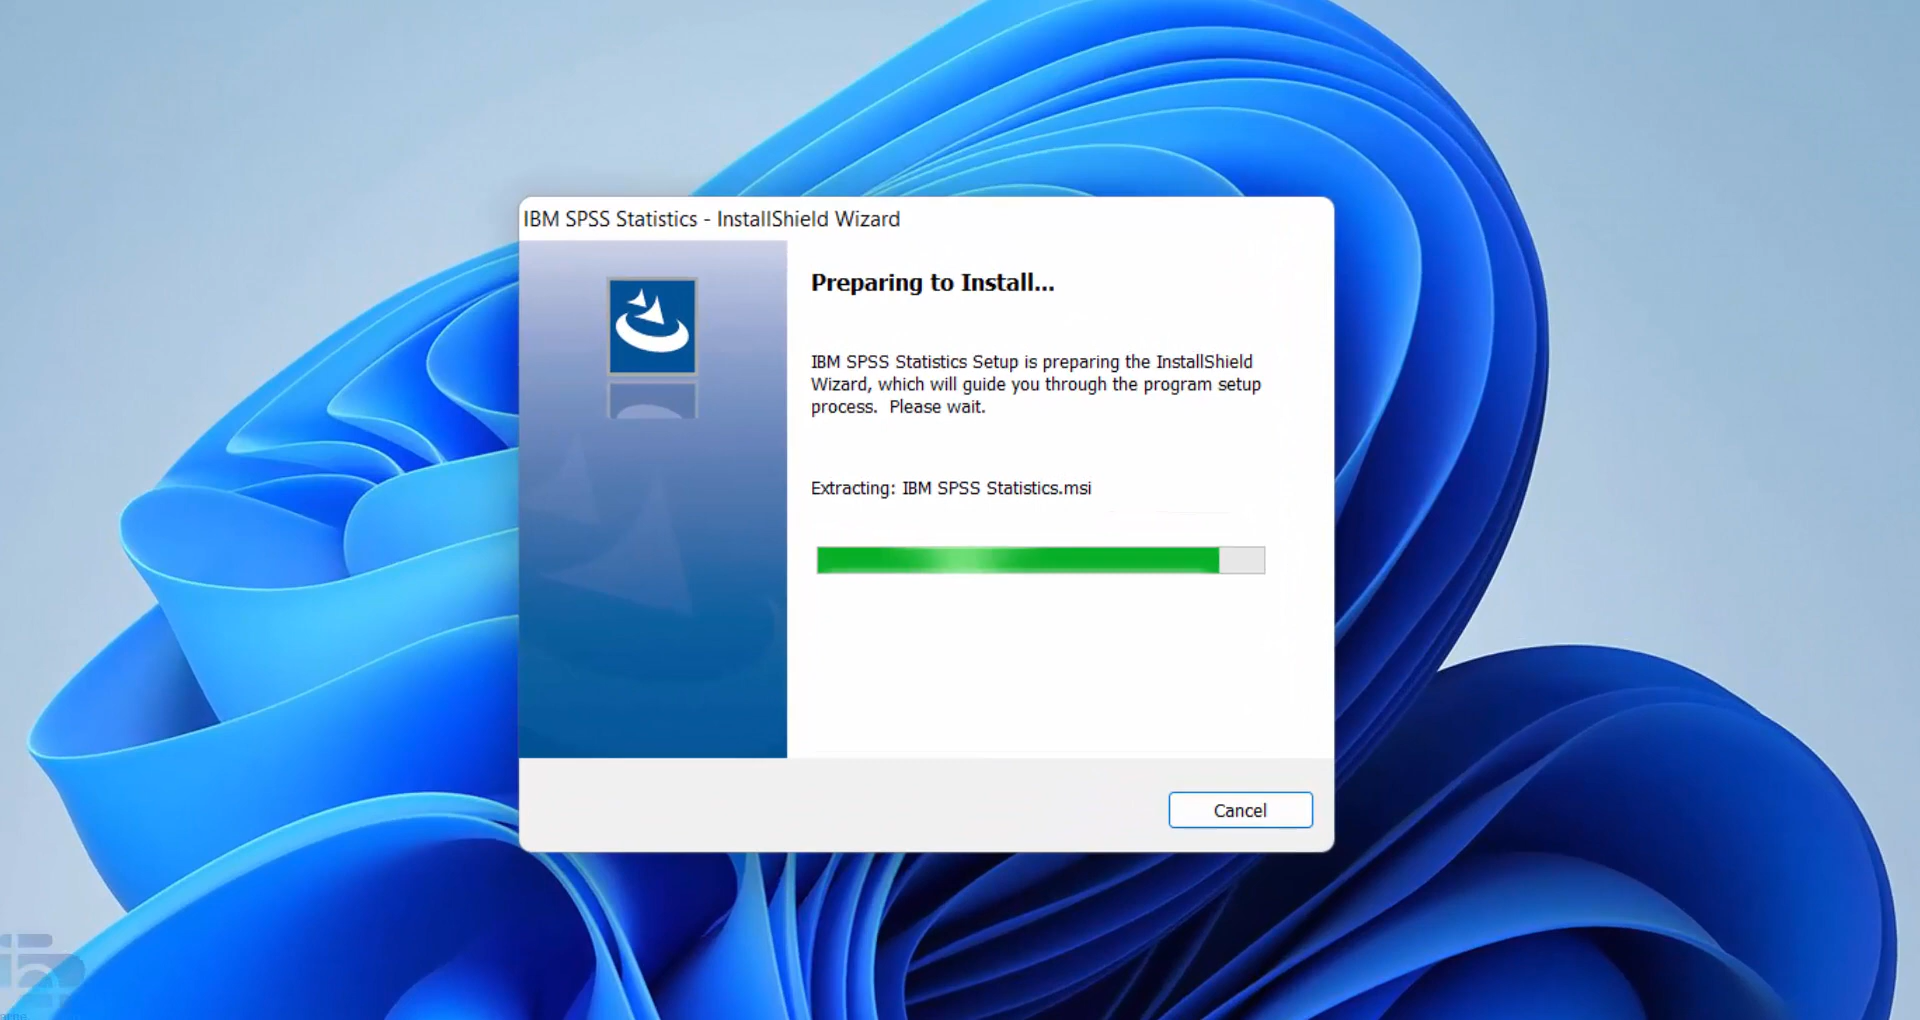 IBM SPSS Statistics - InstallShield Wizard
Preparing to Install...
IBM SPSS Statistics Setup is preparing the InstallShield
Wizard, which will guide you through the program setup
process.  Please wait.
Extracting: IBM SPSS Statistics.msi
Cancel